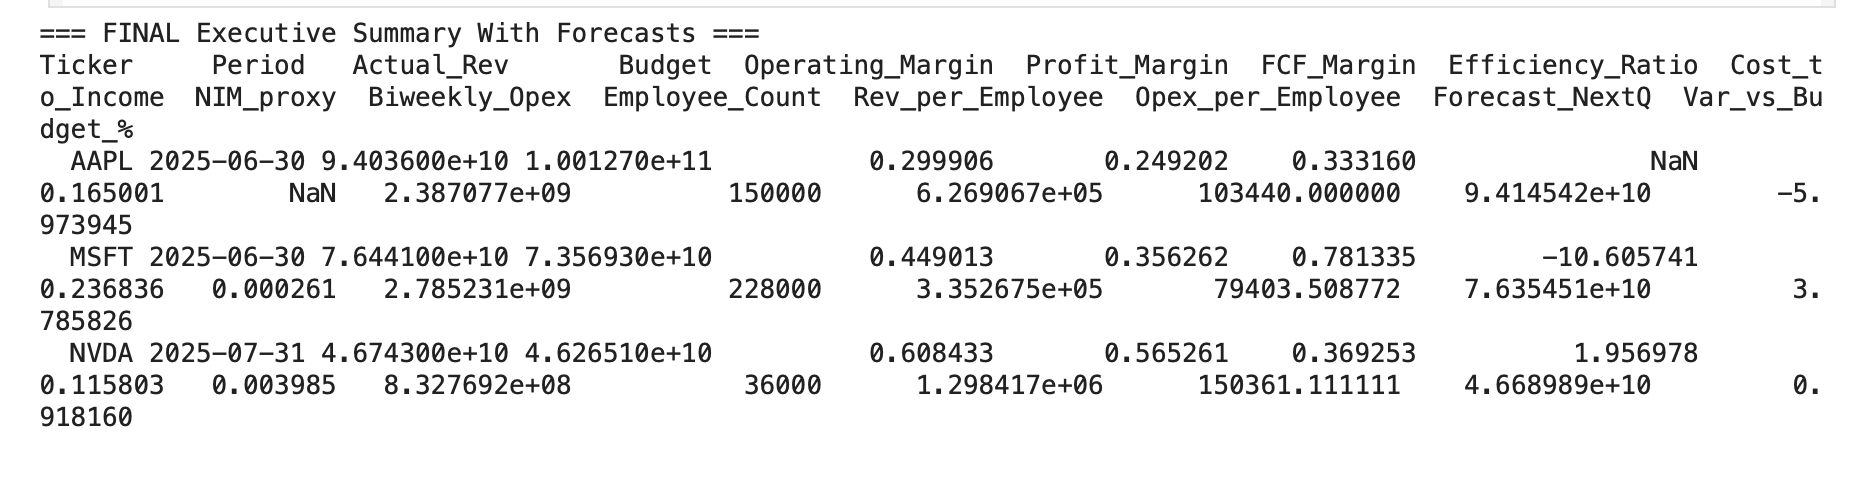 === FINAL Executive Summary With Forecasts ===
Ticker     Period   Actual_Rev       Budget  Operating_Margin  Profit_Margin  FCF_Margin  Efficiency_Ratio  Cost_t
o_Income  NIM_proxy  Biweekly_Opex  Employee_Count  Rev_per_Employee  Opex_per_Employee  Forecast_NextQ  Var_vs_Bu
dget_%
  AAPL 2025-06-30 9.403600e+10 1.001270e+11          0.299906       0.249202    0.333160               NaN
0.165001        NaN   2.387077e+09          150000      6.269067e+05      103440.000000    9.414542e+10        -5.
973945
  MSFT 2025-06-30 7.644100e+10 7.356930e+10          0.449013       0.356262    0.781335        -10.605741
0.236836   0.000261   2.785231e+09          228000      3.352675e+05       79403.508772    7.635451e+10         3.
785826
  NVDA 2025-07-31 4.674300e+10 4.626510e+10          0.608433       0.565261    0.369253          1.956978
0.115803   0.003985   8.327692e+08           36000      1.298417e+06      150361.111111    4.668989e+10         0.
918160